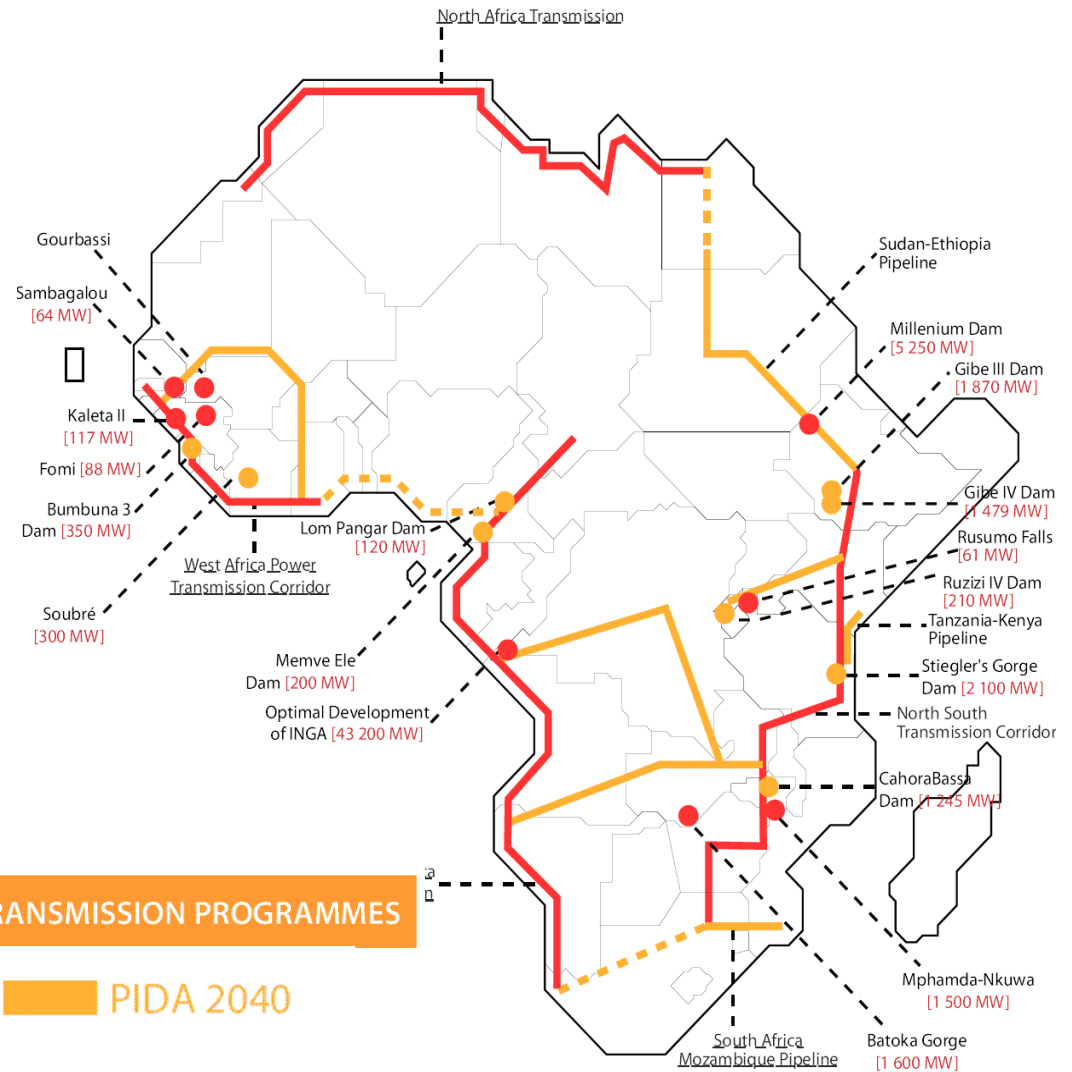 North Africa Transmission
Gourbassi
Sambagalou
[64 MW]
Kaleta II
[117 MW]
Fomi [88 MW]
Bumbuna 3
Dam [350 MW]
Soubré
[300 MW]
West Africa Power
Transmission Corridor
Lom Pangar Dam
[120 MW]
Memve Ele
Dam [200 MW]
Optimal Development
of INGA [43 200 MW]
Sudan-Ethiopia
Pipeline
Millenium Dam
[5 250 MW]
Gibe III Dam
[1 870 MW]
Gibe IV Dam
[1 479 MW]
Rusumo Falls
[61 MW]
Ruzizi IV Dam
[210 MW]
Tanzania-Kenya
Pipeline
Stiegler's Gorge
Dam [2 100 MW]
North South
Transmission Corridor
CahoraBassa
Dam [1 245 MW]
Mphamda-Nkuwa
[1 500 MW]
Batoka Gorge
[1 600 MW]
South Africa
Mozambique Pipeline
RANSMISSION PROGRAMMES
PIDA 2040